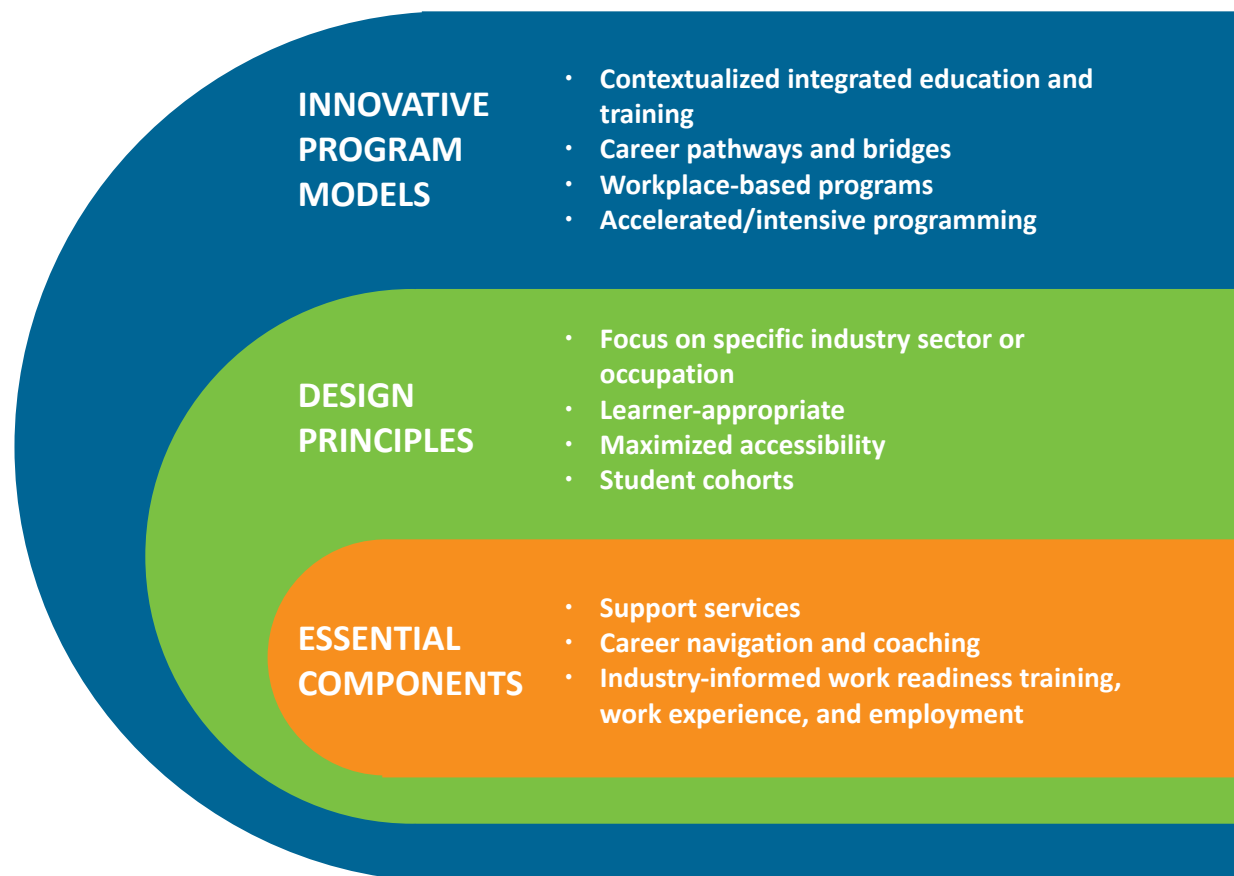 INNOVATIVE
PROGRAM
MODELS
· Contextualized integrated education and
training
· Career pathways and bridges
· Workplace-based programs
· Accelerated/intensive programming
DESIGN
PRINCIPLES
· Focus on specific industry sector or
occupation
· Learner-appropriate
· Maximized accessibility
· Student cohorts
ESSENTIAL
COMPONENTS
· Support services
· Career navigation and coaching
· Industry-informed work readiness training,
work experience, and employment